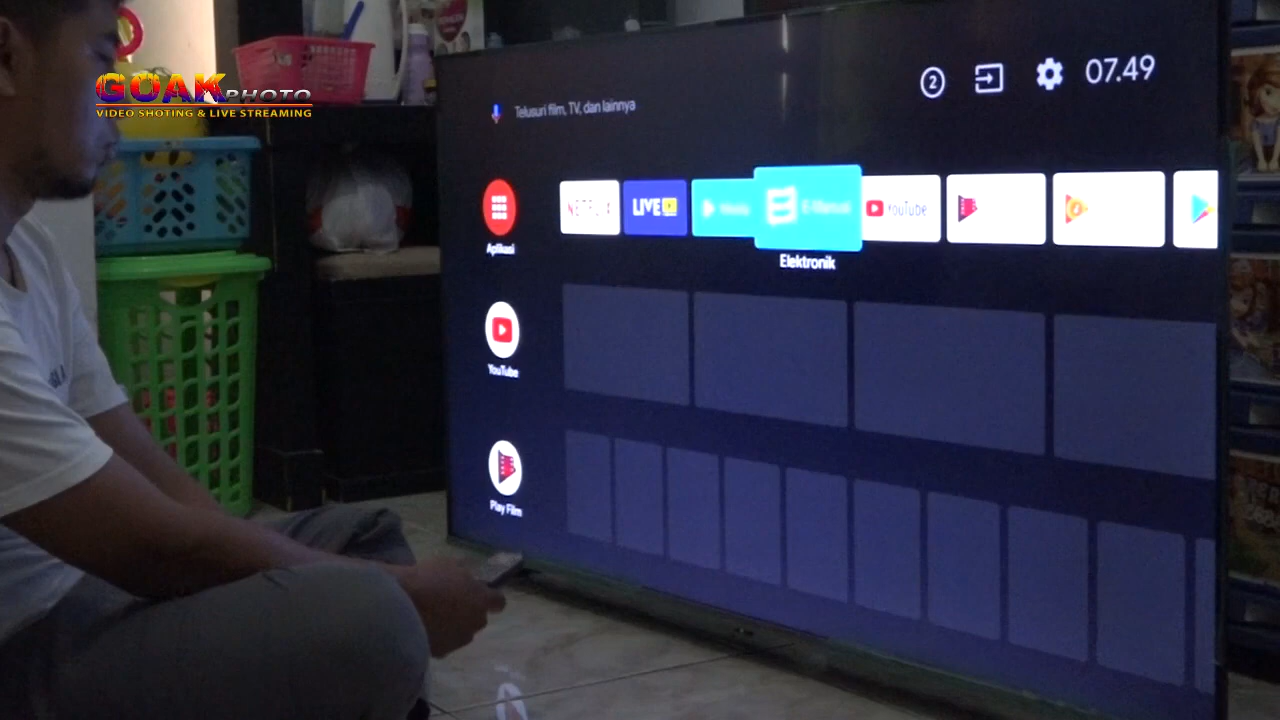 GOAK PHOTO
VIDEO SHOTING & LIVE STREAMING
Telusuri film, TV, dan lainnya
2
07.49
Aplikasi
NETFLIX
LIVE
E-Manual
YouTube
Elektronik
YouTube
Play Film